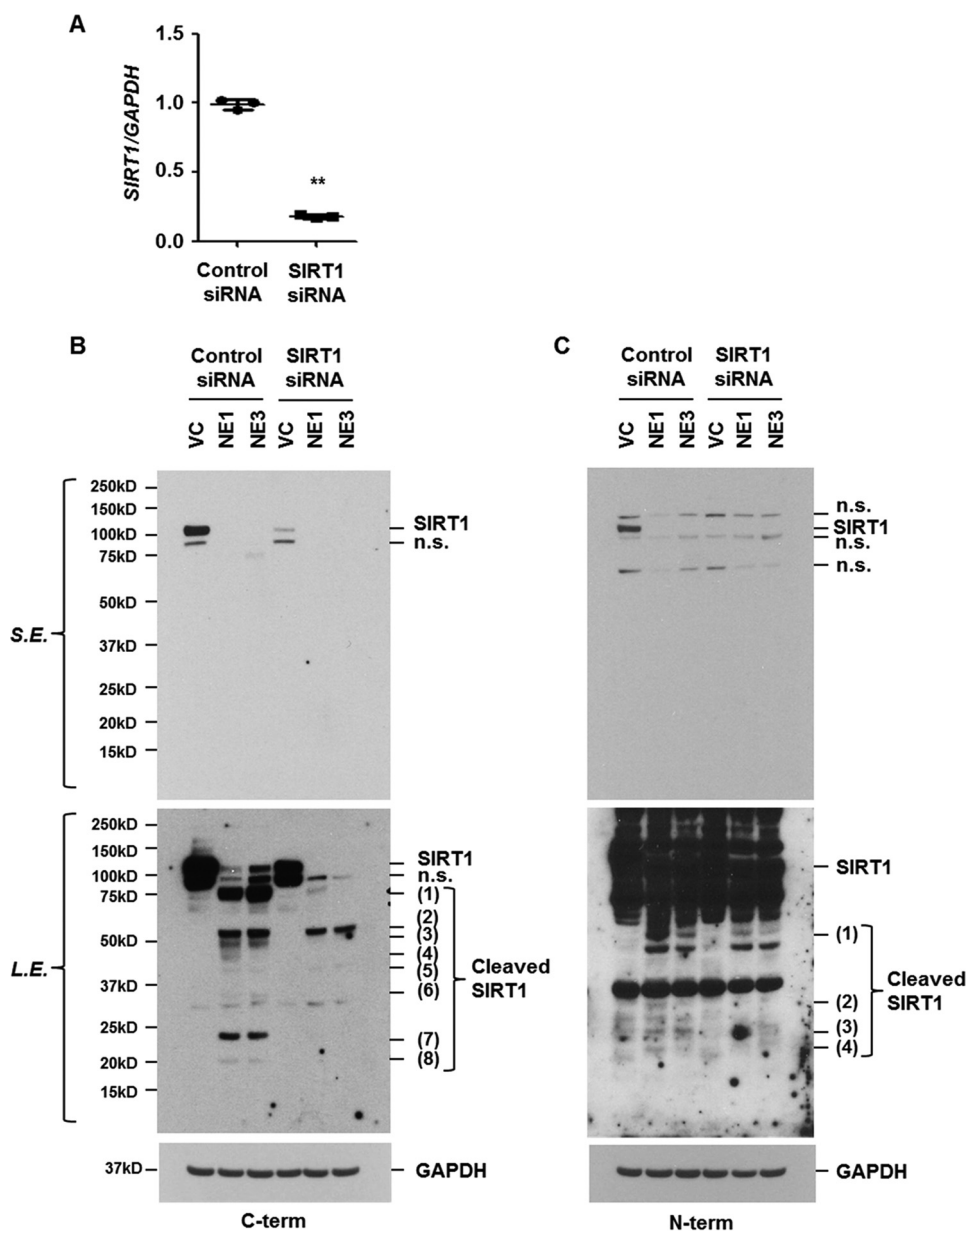 A
1.5
1.0
0.5
0.0
SIRT1/GAPDH
**
Control
siRNA
SIRT1
siRNA
B
Control
siRNA
SIRT1
siRNA
VC
NE1
NE3
VC
NE1
NE3
S.E.
250kD
150kD
100kD
75kD
50kD
37kD
25kD
20kD
15kD
SIRT1
n.s.
L.E.
250kD
150kD
100kD
75kD
50kD
37kD
25kD
20kD
15kD
SIRT1
n.s.
(1)
(2)
(3)
(4)
(5)
(6)
(7)
(8)
Cleaved
SIRT1
37kD
GAPDH
C-term
C
Control
siRNA
SIRT1
siRNA
VC
NE1
NE3
VC
NE1
NE3
n.s.
SIRT1
n.s.
n.s.
SIRT1
(1)
(2)
(3)
(4)
Cleaved
SIRT1
GAPDH
N-term